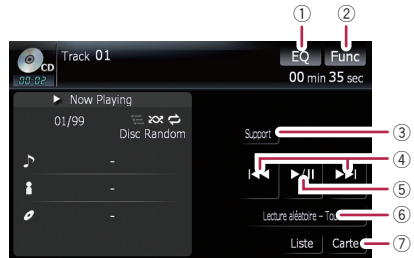 ① ②
Track 01 EQ Func
CD
00:02 00 min 35 sec
Now Playing
01/99
Disc Random Support ③
-
④
-
⑤
-
Lecture aléatoire – Tou ⑥
Liste Carte ⑦